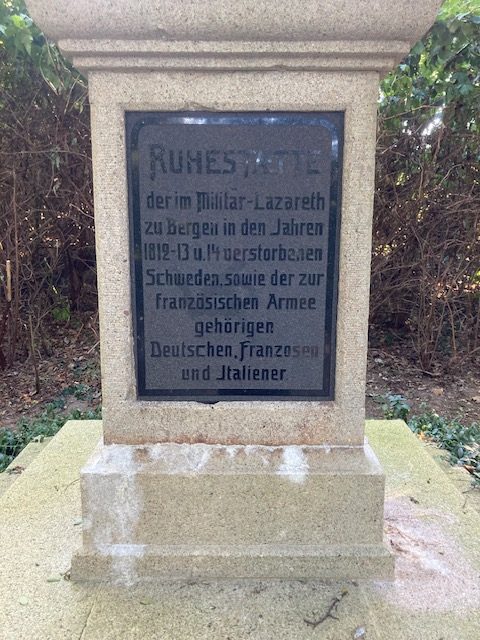 RUHESTÄTTE
der im Militär-Lazareth
zu Bergen in den Jahren
1812-13 u. 14 verstorbenen
Schweden, sowie der zur
französischen Armee
gehörigen
Deutschen, Franzosen
und Italiener.